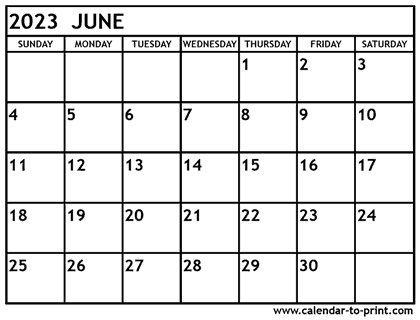 2023 JUNE
SUNDAY MONDAY TUESDAY WEDNESDAY THURSDAY FRIDAY SATURDAY
1 2 3
4 5 6 7 8 9 10
11 12 13 14 15 16 17
18 19 20 21 22 23 24
25 26 27 28 29 30
www.calendar-to-print.com